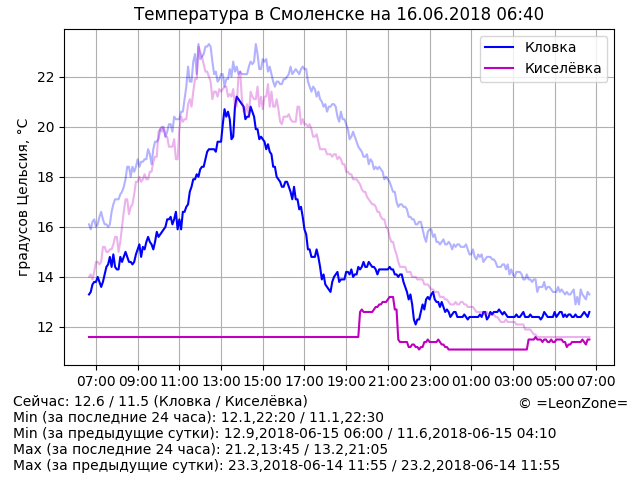 Температура в Смоленске на 16.06.2018 06:40
Кловка
Киселёвка
градусов Цельсия, °C
22
20
18
16
14
12
07:00 09:00 11:00 13:00 15:00 17:00 19:00 21:00 23:00 01:00 03:00 05:00 07:00
Сейчас: 12.6 / 11.5 (Кловка / Киселёвка)
© =LeonZone=
Min (за последние 24 часа): 12.1,22:20 / 11.1,22:30
Min (за предыдущие сутки): 12.9,2018-06-15 06:00 / 11.6,2018-06-15 04:10
Max (за последние 24 часа): 21.2,13:45 / 13.2,21:05
Max (за предыдущие сутки): 23.3,2018-06-14 11:55 / 23.2,2018-06-14 11:55